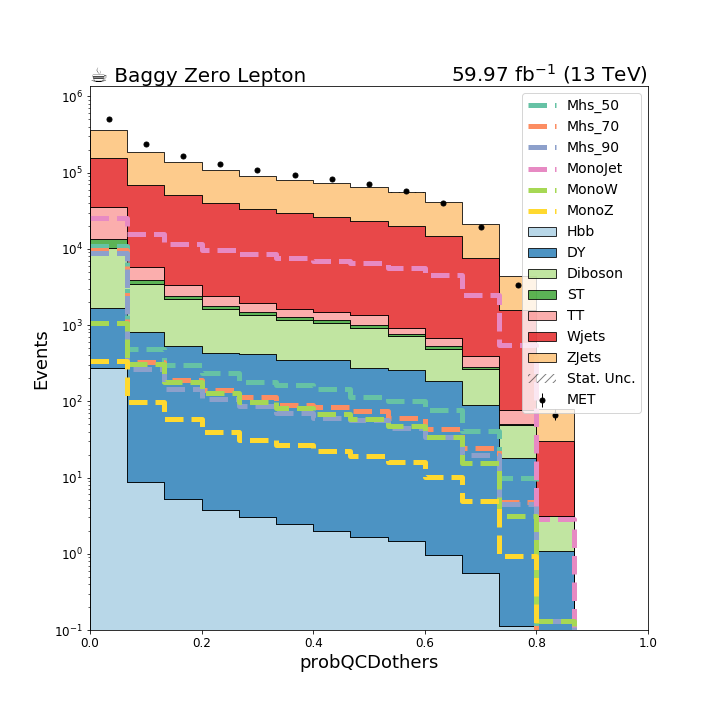 ☕ Baggy Zero Lepton
59.97 fb⁻¹ (13 TeV)
Events
10⁶
10⁵
10⁴
10³
10²
10¹
10⁰
10⁻¹
0.0 0.2 0.4 0.6 0.8 1.0
probQCDothers
Mhs_50
Mhs_70
Mhs_90
MonoJet
MonoW
MonoZ
Hbb
DY
Diboson
ST
TT
Wjets
ZJets
Stat. Unc.
MET